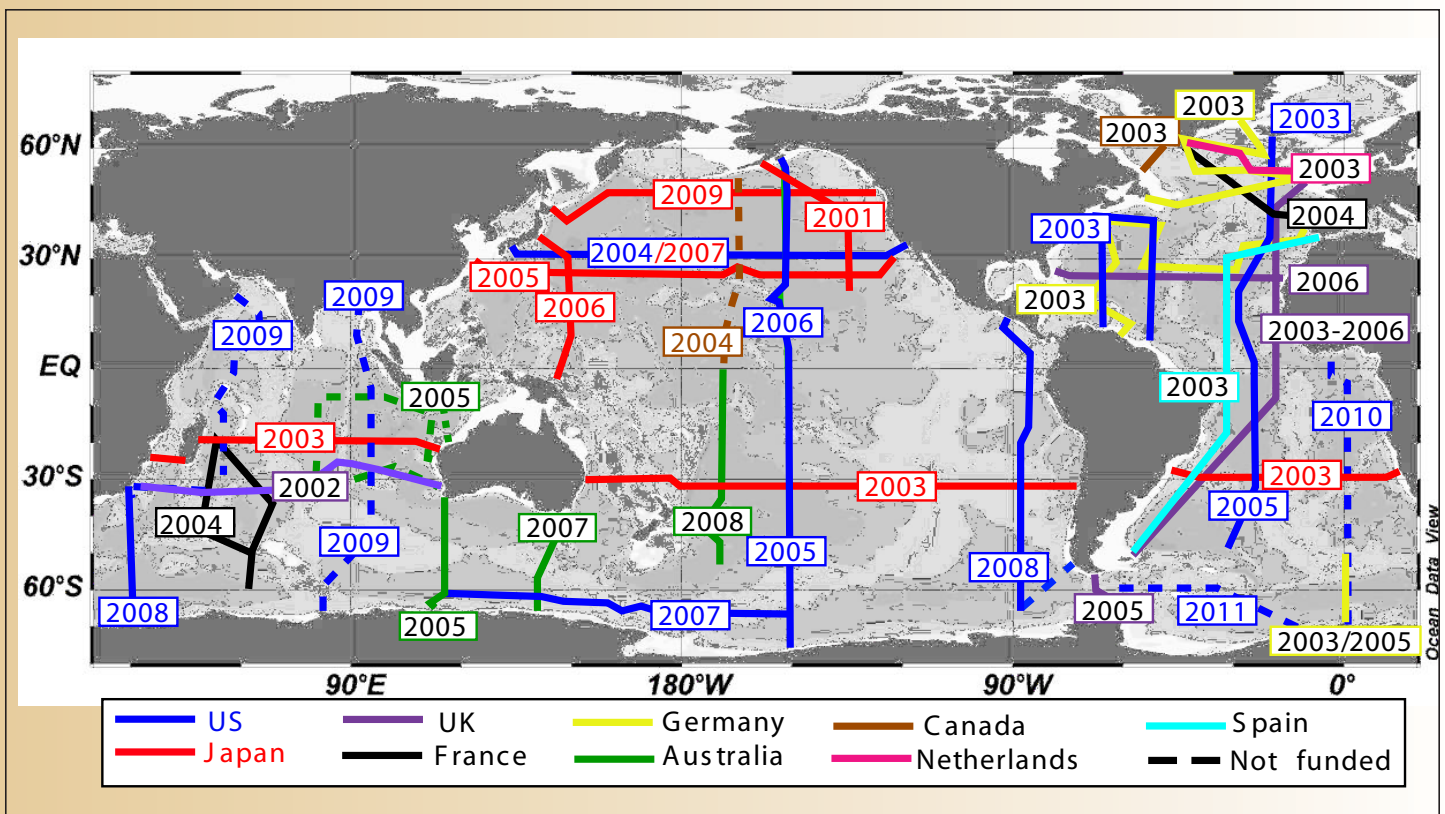 2003
2003
2003
60°N
2003
2009
2001
2004
2003
30°N
2004/2007
2005
2006
2009
2003
2006
2009
2006
2003-2006
2004
EQ
2005
2003
2010
2003
30°S
2002
2003
2003
2005
2004
2007
2008
2009
2005
2008
60°S
2008
2005
2007
2005
2011
2003/2005
Ocean Data View
90°E
180°W
90°W
0°
US
UK
Germany
Canada
Spain
Japan
France
Australia
Netherlands
Not funded